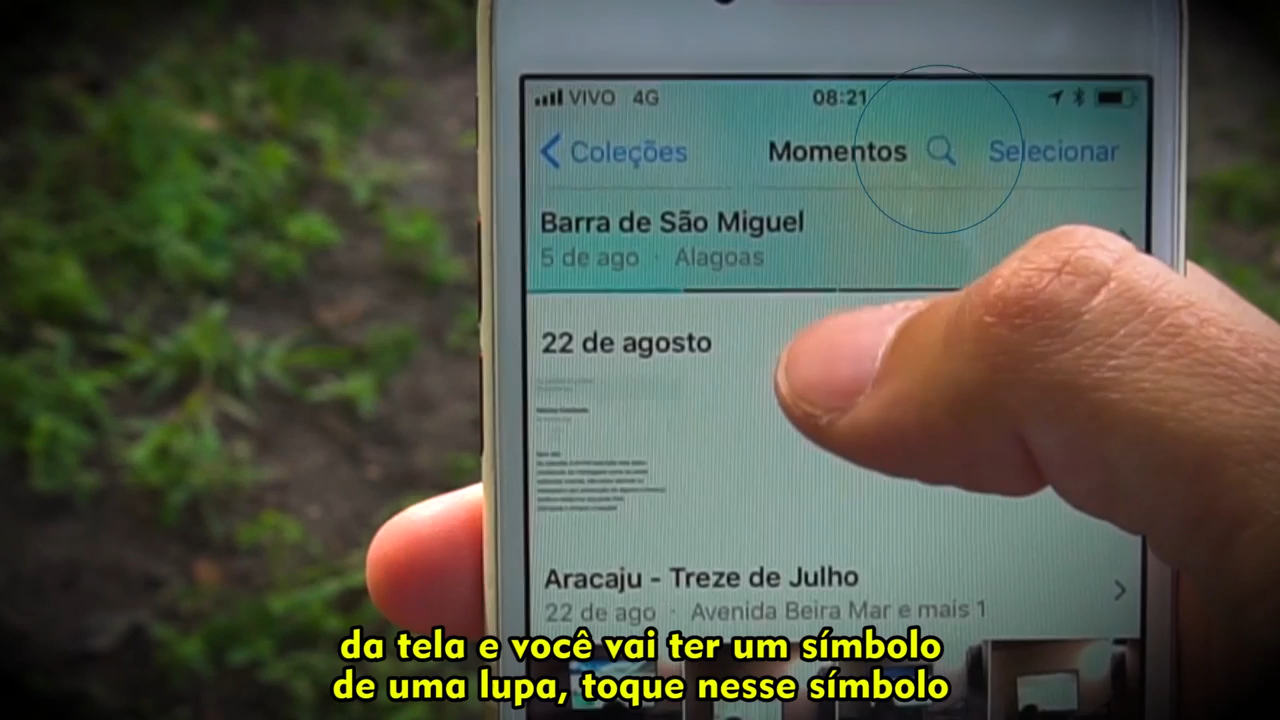 VIVO 4G 08:21
Coleções Momentos Selecionar
Barra de São Miguel
5 de ago · Alagoas
22 de agosto
Aracaju - Treze de Julho
22 de ago · Avenida Beira Mar e mais 1
da tela e você vai ter um símbolo
de uma lupa, toque nesse símbolo